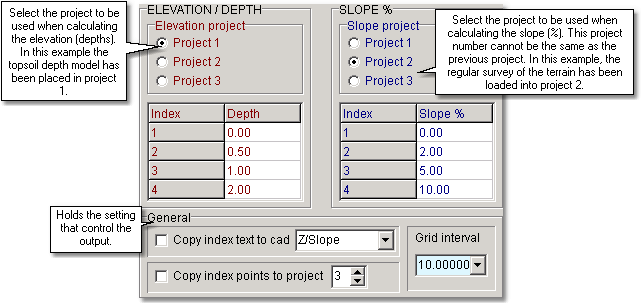 Select the project to be
used when calculating
the elevation (depths).
In this example the
topsoil depth model has
been placed in project
1.
ELEVATION / DEPTH
Elevation project
Project 1
Project 2
Project 3
Index Depth
1 0.00
2 0.50
3 1.00
4 2.00
SLOPE %
Slope project
Project 1
Project 2
Project 3
Index Slope %
1 0.00
2 2.00
3 5.00
4 10.00
Select the project to be used when
calculating the slope (%). This project
number cannot be the same as the
previous project. In this example, the
regular survey of the terrain has been
loaded into project 2.
Holds the setting
that control the
output.
General
Copy index text to cad Z/Slope
Copy index points to project 3
Grid interval
10.00000